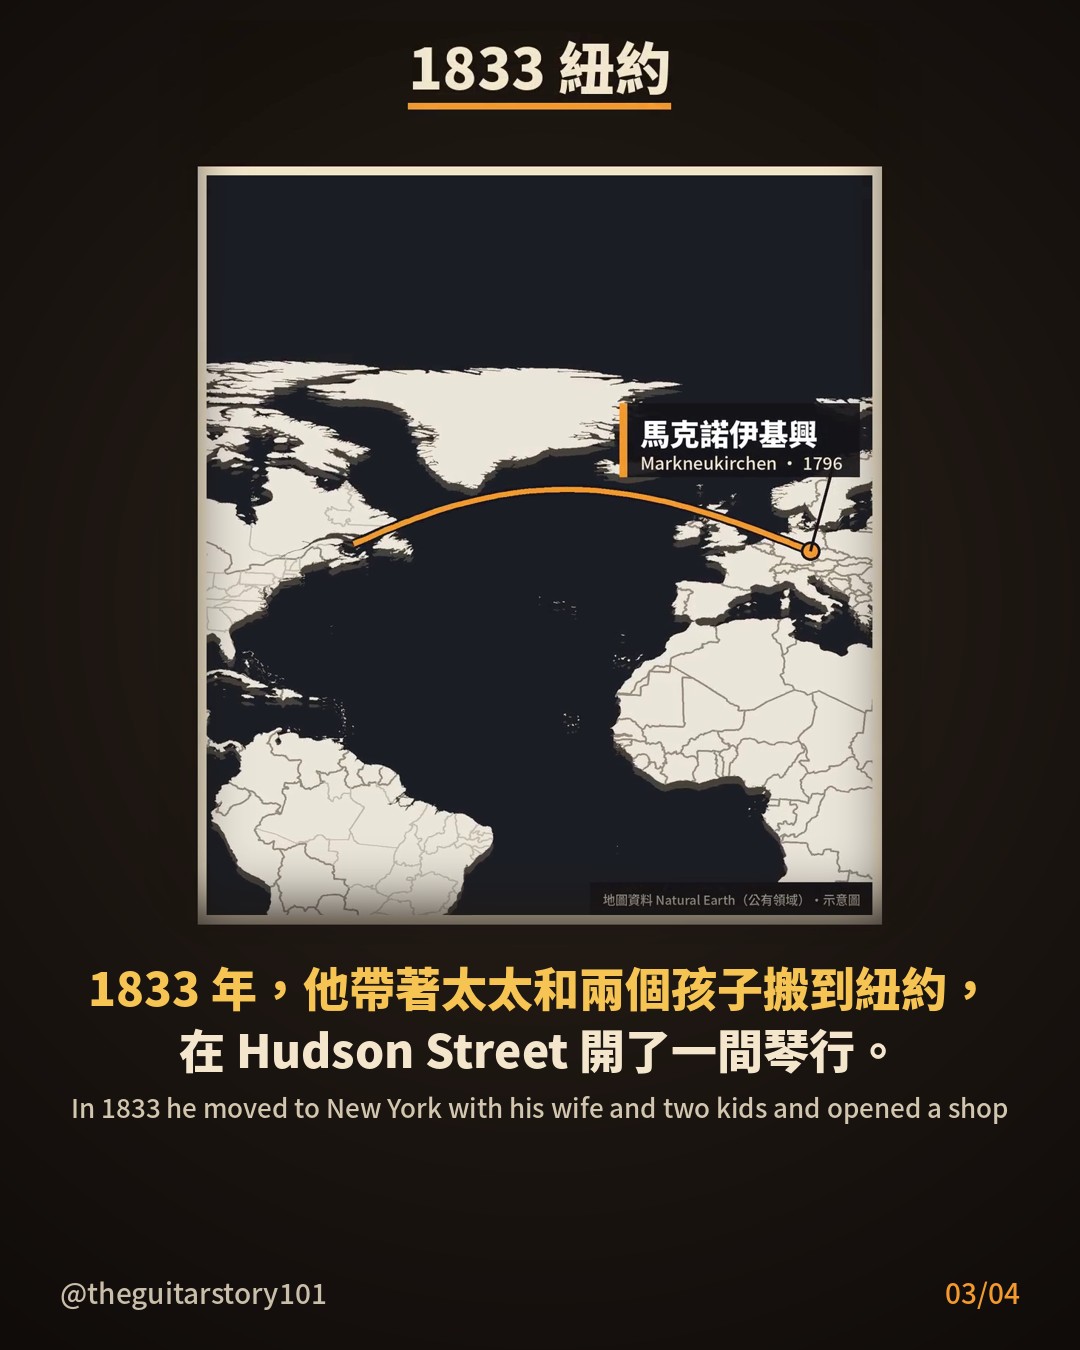 1833 紐約
馬克諾伊基興
Markneukirchen・1796
地圖資料 Natural Earth（公有領域）・示意圖
1833 年，他帶著太太和兩個孩子搬到紐約，
在 Hudson Street 開了一間琴行。
In 1833 he moved to New York with his wife and two kids and opened a shop
@theguitarstory101
03/04